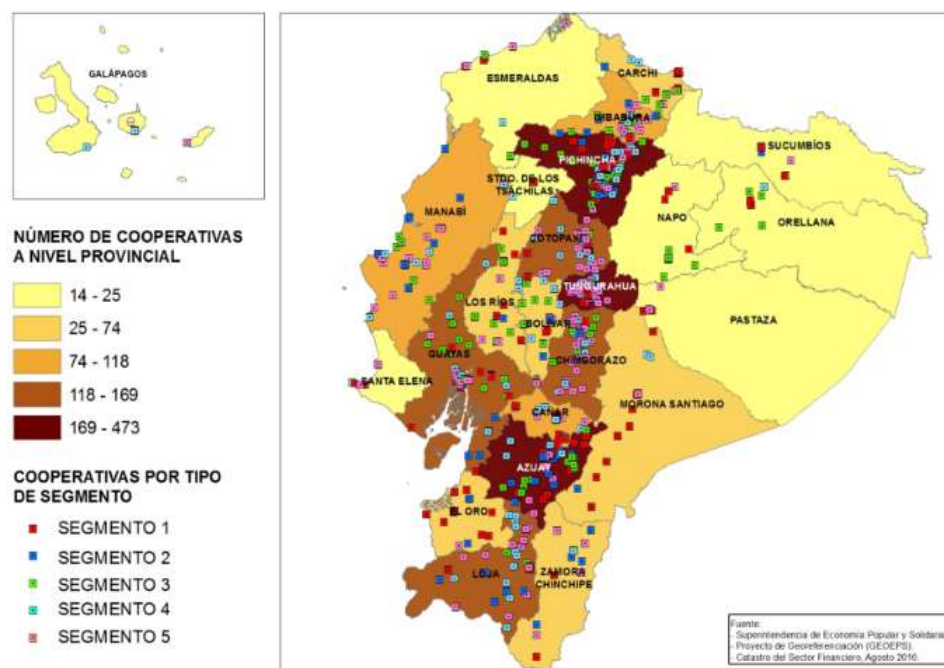 GALÁPAGOS
NÚMERO DE COOPERATIVAS
A NIVEL PROVINCIAL
14 - 25
25 - 74
74 - 118
118 - 169
169 - 473
COOPERATIVAS POR TIPO
DE SEGMENTO
SEGMENTO 1
SEGMENTO 2
SEGMENTO 3
SEGMENTO 4
SEGMENTO 5
ESMERALDAS
CARCHI
IMBABURA
SUCUMBÍOS
PICHINCHA
STDO. DE LOS
TSÁCHILAS
NAPO
ORELLANA
MANABÍ
COTOPAXI
TUNGURAHUA
LOS RÍOS
BOLÍVAR
PASTAZA
GUAYAS
CHIMBORAZO
SANTA ELENA
MORONA SANTIAGO
CAÑAR
AZUAY
EL ORO
LOJA
ZAMORA
CHINCHIPE
Fuente:
- Superintendencia de Economía Popular y Solidaria
- Proyecto de Georeferenciación (GEOEPS).
- Catastro del Sector Financiero, Agosto 2016.